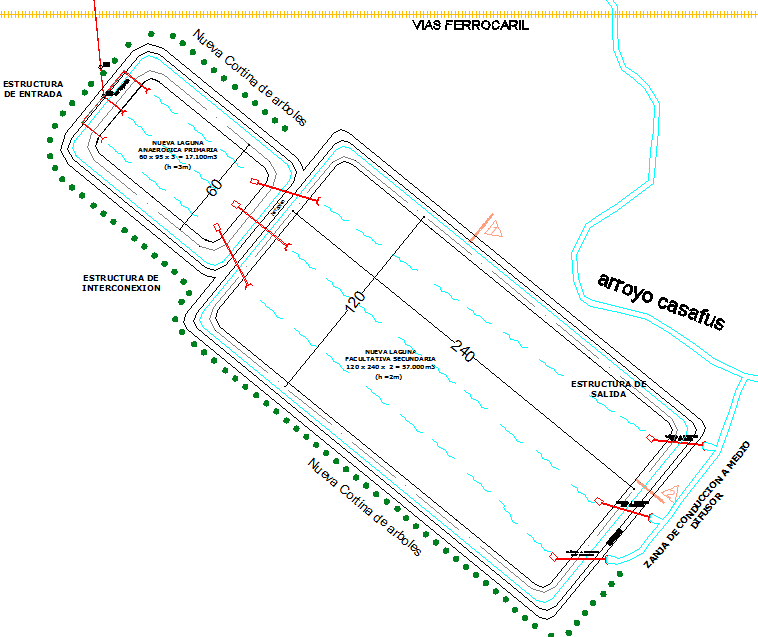 VIAS FERROCARIL
Nueva Cortina de arboles
ESTRUCTURA
DE ENTRADA
NUEVA LAGUNA
ANAEROBICA PRIMARIA
60 x 95 x 3 = 17.100m3
(h =3m)
60
ESTRUCTURA DE
INTERCONEXION
arroyo casafus
120
240
NUEVA LAGUNA
FACULTATIVA SECUNDARIA
120 x 240 x 2 = 57.000m3
(h =2m)
ESTRUCTURA DE
SALIDA
Nueva Cortina de arboles
ZANJA DE CONDUCCION A MEDIO
DIFUSOR